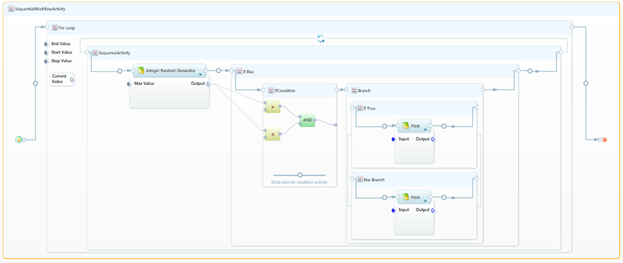 SequentialWorkflowActivity
For Loop
End Value
Start Value
Step Value
Current
Index
SequenceActivity
Integer Random Generator
Max Value Output
If Else
IfCondition
>
<
AND
Drop area for condition activity
Branch
If True
Print
Input Output
Else Branch
Print
Input Output